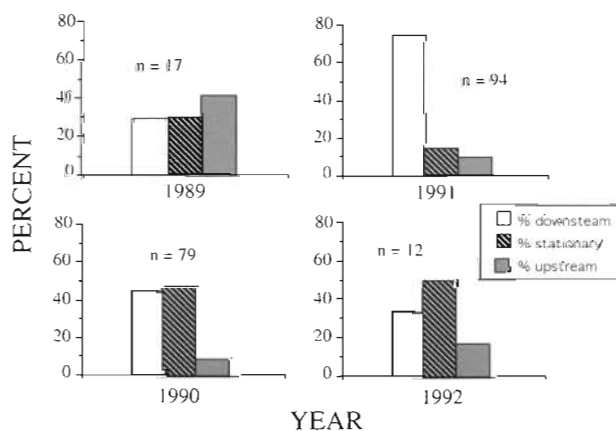 PERCENT
80
60
40
20
0
n = 17
1989
80
60
40
20
0
n = 94
1991
80
60
40
20
0
n = 79
1990
80
60
40
20
0
n = 12
1992
% downsteam
% stationary
% upstream
YEAR